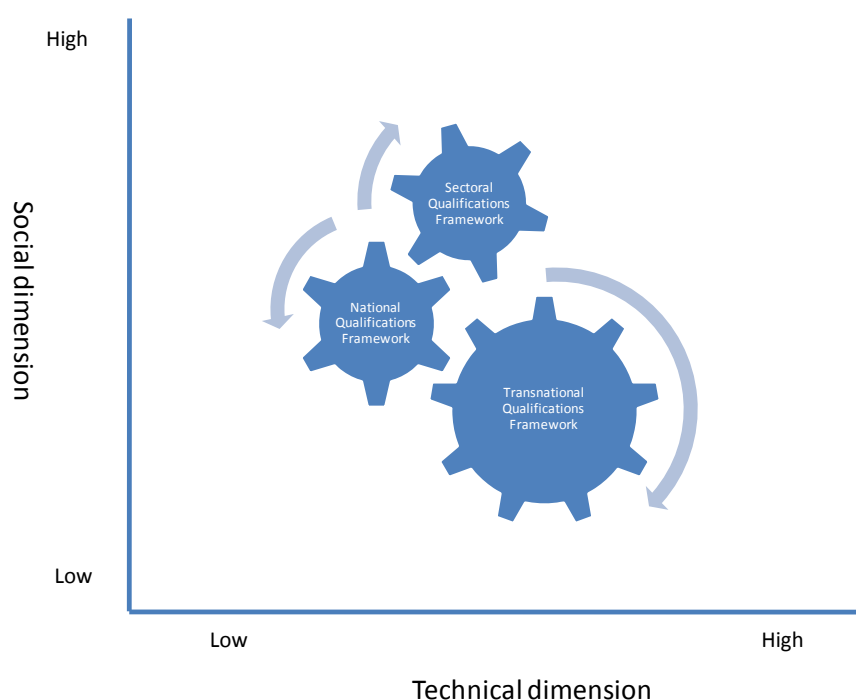 High
Social dimension
Sectoral
Qualifications
Framework
National
Qualifications
Framework
Transnational
Qualifications
Framework
Low
Low
High
Technical dimension